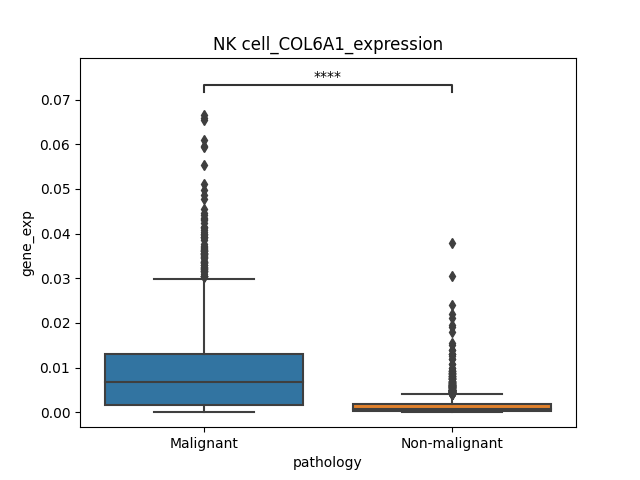 NK cell_COL6A1_expression
****
0.07
0.06
0.05
0.04
0.03
0.02
0.01
0.00
gene_exp
Malignant
Non-malignant
pathology